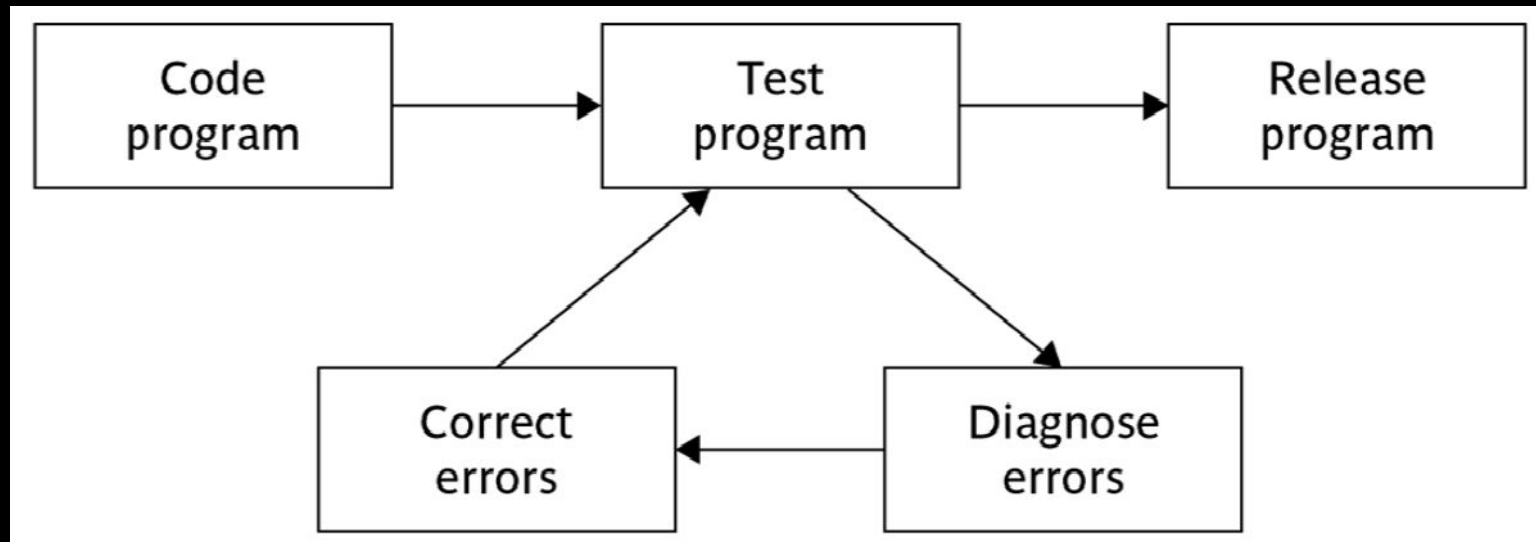 Code
program
Test
program
Release
program
Correct
errors
Diagnose
errors